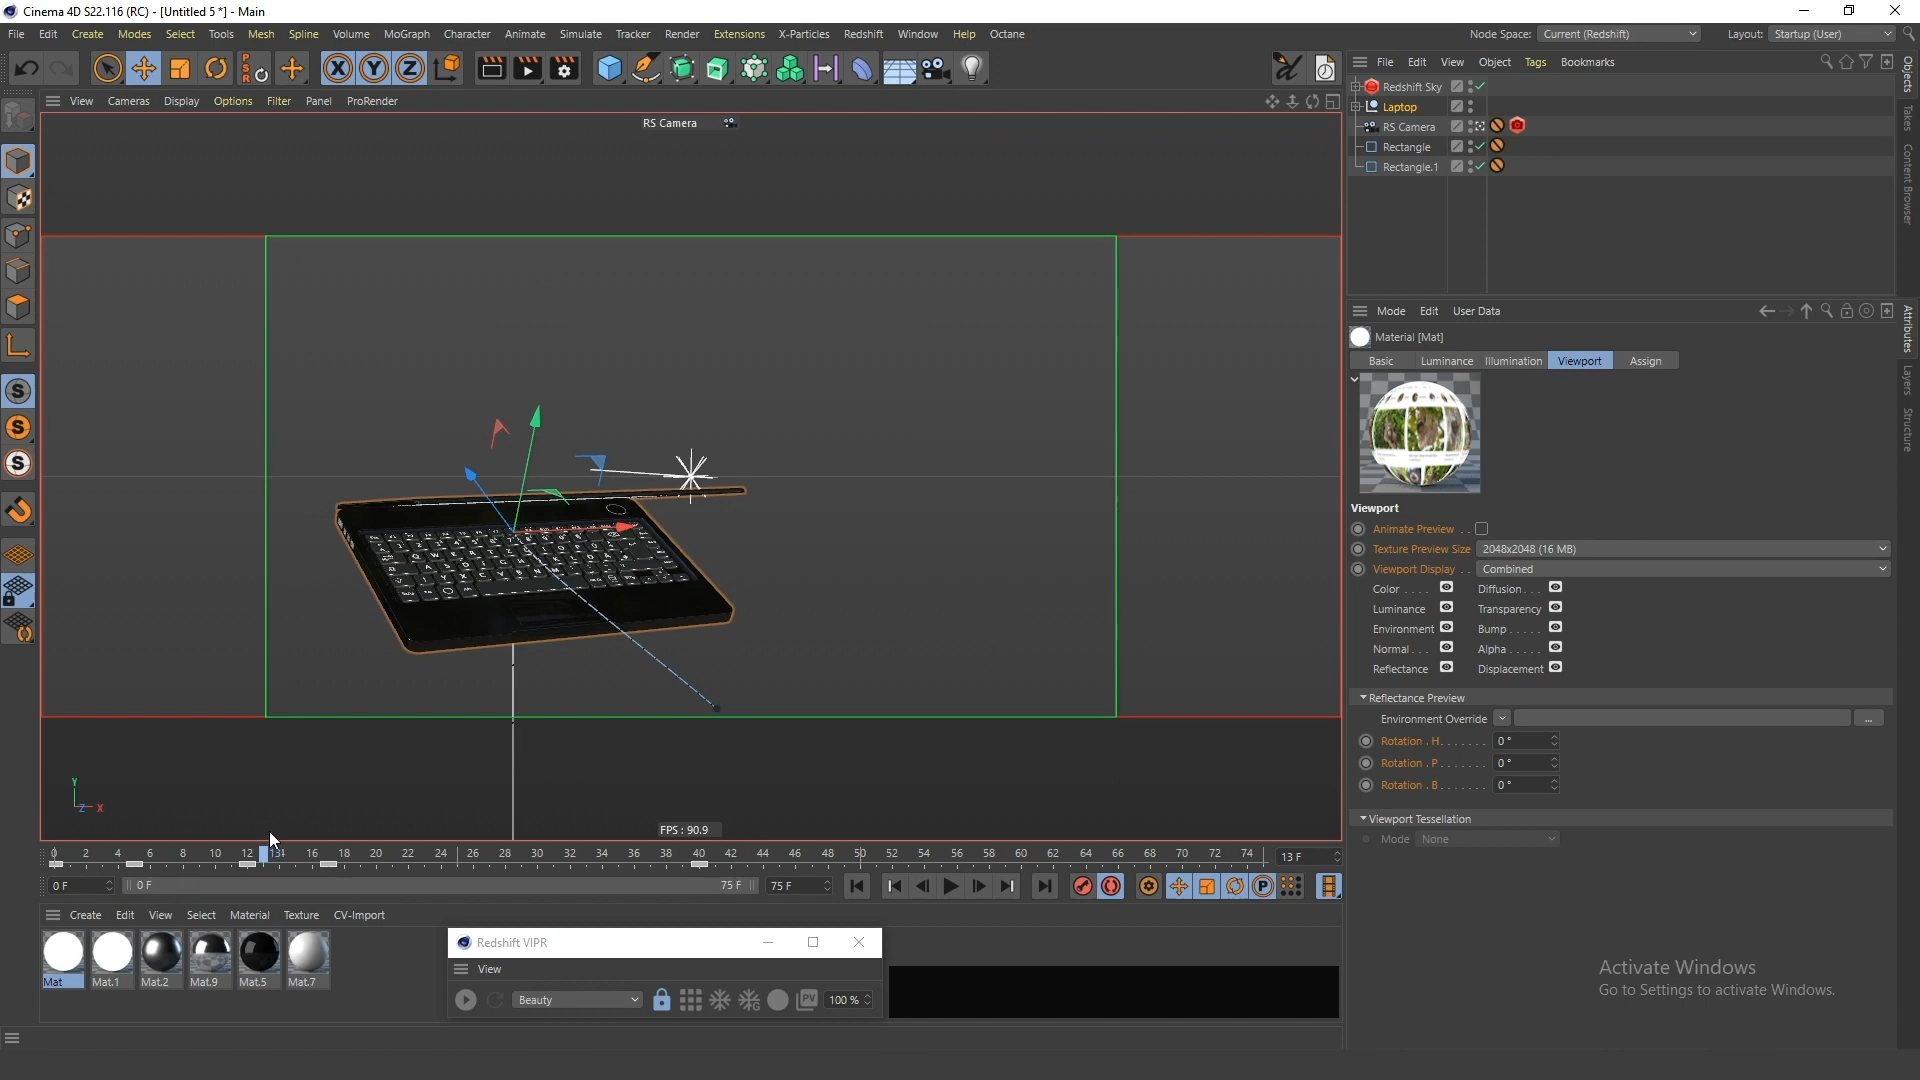 Cinema 4D S22.116 (RC) - [Untitled 5 *] - Main
File Edit Create Modes Select Tools Mesh Spline Volume MoGraph Character Animate Simulate Tracker Render Extensions X-Particles Redshift Window Help Octane
Node Space: Current (Redshift) Layout: Startup (User)
X Y Z PSR
View Cameras Display Options Filter Panel ProRender
RS Camera
File Edit View Object Tags Bookmarks
Redshift Sky
Laptop
RS Camera
Rectangle
Rectangle.1
Objects
Takes
Content Browser
Attributes
Layers
Structure
Mode Edit User Data
Material [Mat]
Basic Luminance Illumination Viewport Assign
Viewport
Animate Preview . .
Texture Preview Size 2048x2048 (16 MB)
Viewport Display . . Combined
Color . . . . Diffusion . . .
Luminance Transparency
Environment Bump . . . . .
Normal . . . Alpha . . . . .
Reflectance Displacement
Reflectance Preview
Environment Override ...
Rotation . H . . . . . . . 0 °
Rotation . P . . . . . . . 0 °
Rotation . B . . . . . . . 0 °
Viewport Tessellation
Mode None
S
S
S
Y
Z X
FPS : 90.9
0 2 4 6 8 10 12 13 16 18 20 22 24 26 28 30 32 34 36 38 40 42 44 46 48 50 52 54 56 58 60 62 64 66 68 70 72 74 13 F
0 F 0 F 75 F 75 F P
Create Edit View Select Material Texture CV-Import
Mat Mat.1 Mat.2 Mat.9 Mat.5 Mat.7
Redshift VIPR
View
Beauty G PV 100 %
Activate Windows
Go to Settings to activate Windows.